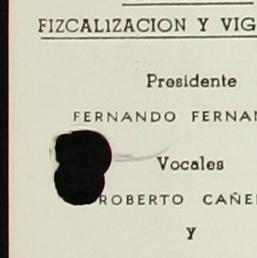 FIZCALIZACION Y VIG
Presidente
FERNANDO FERNAN
Vocales
ROBERTO CAÑE
Y